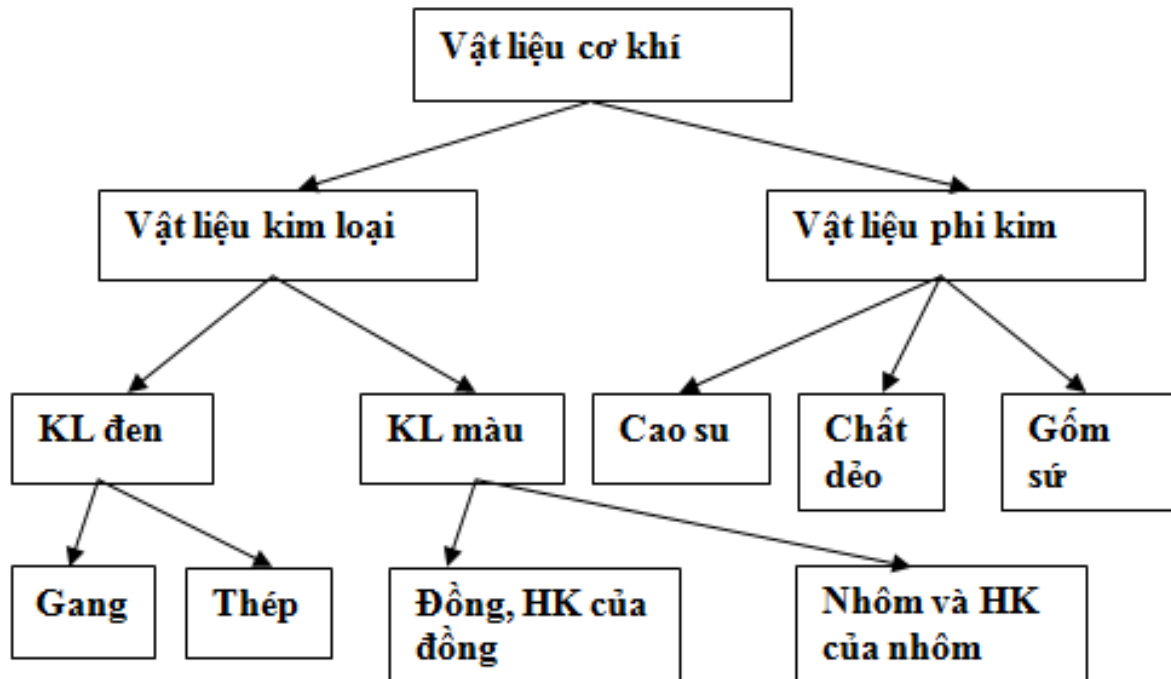 Vật liệu cơ khí
Vật liệu kim loại
Vật liệu phi kim
KL đen
KL màu
Cao su
Chất
dẻo
Gốm
sứ
Gang
Thép
Đồng, HK của
đồng
Nhôm và HK
của nhôm